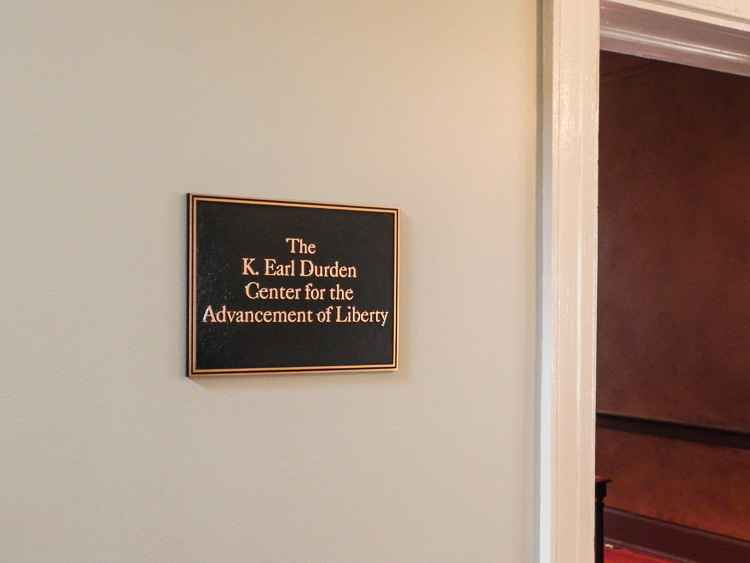 The
K. Earl Durden
Center for the
Advancement of Liberty